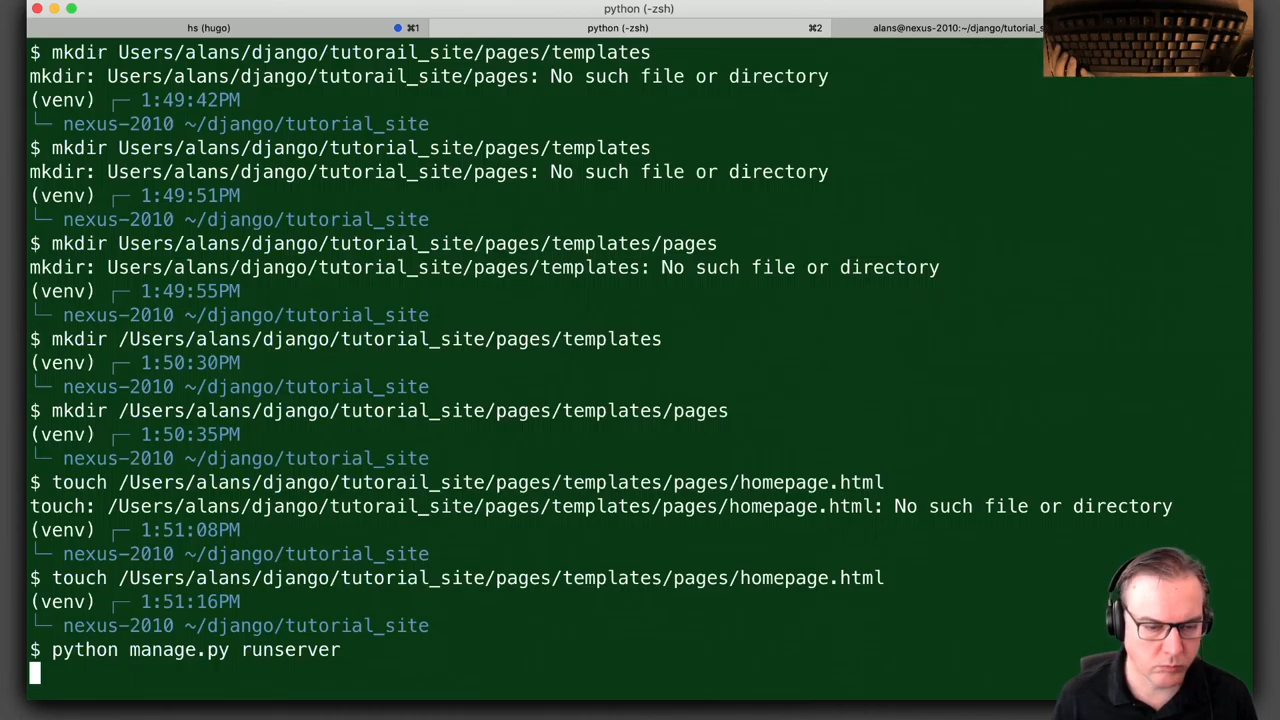 python (-zsh)
hs (hugo) ⌘1 python (-zsh) ⌘2 alans@nexus-2010:~/django/tutorial_s
$ mkdir Users/alans/django/tutorail_site/pages/templates
mkdir: Users/alans/django/tutorail_site/pages: No such file or directory
(venv) ┌─ 1:49:42PM
└─ nexus-2010 ~/django/tutorial_site
$ mkdir Users/alans/django/tutorial_site/pages/templates
mkdir: Users/alans/django/tutorial_site/pages: No such file or directory
(venv) ┌─ 1:49:51PM
└─ nexus-2010 ~/django/tutorial_site
$ mkdir Users/alans/django/tutorial_site/pages/templates/pages
mkdir: Users/alans/django/tutorial_site/pages/templates: No such file or directory
(venv) ┌─ 1:49:55PM
└─ nexus-2010 ~/django/tutorial_site
$ mkdir /Users/alans/django/tutorial_site/pages/templates
(venv) ┌─ 1:50:30PM
└─ nexus-2010 ~/django/tutorial_site
$ mkdir /Users/alans/django/tutorial_site/pages/templates/pages
(venv) ┌─ 1:50:35PM
└─ nexus-2010 ~/django/tutorial_site
$ touch /Users/alans/django/tutorail_site/pages/templates/pages/homepage.html
touch: /Users/alans/django/tutorail_site/pages/templates/pages/homepage.html: No such file or directory
(venv) ┌─ 1:51:08PM
└─ nexus-2010 ~/django/tutorial_site
$ touch /Users/alans/django/tutorial_site/pages/templates/pages/homepage.html
(venv) ┌─ 1:51:16PM
└─ nexus-2010 ~/django/tutorial_site
$ python manage.py runserver